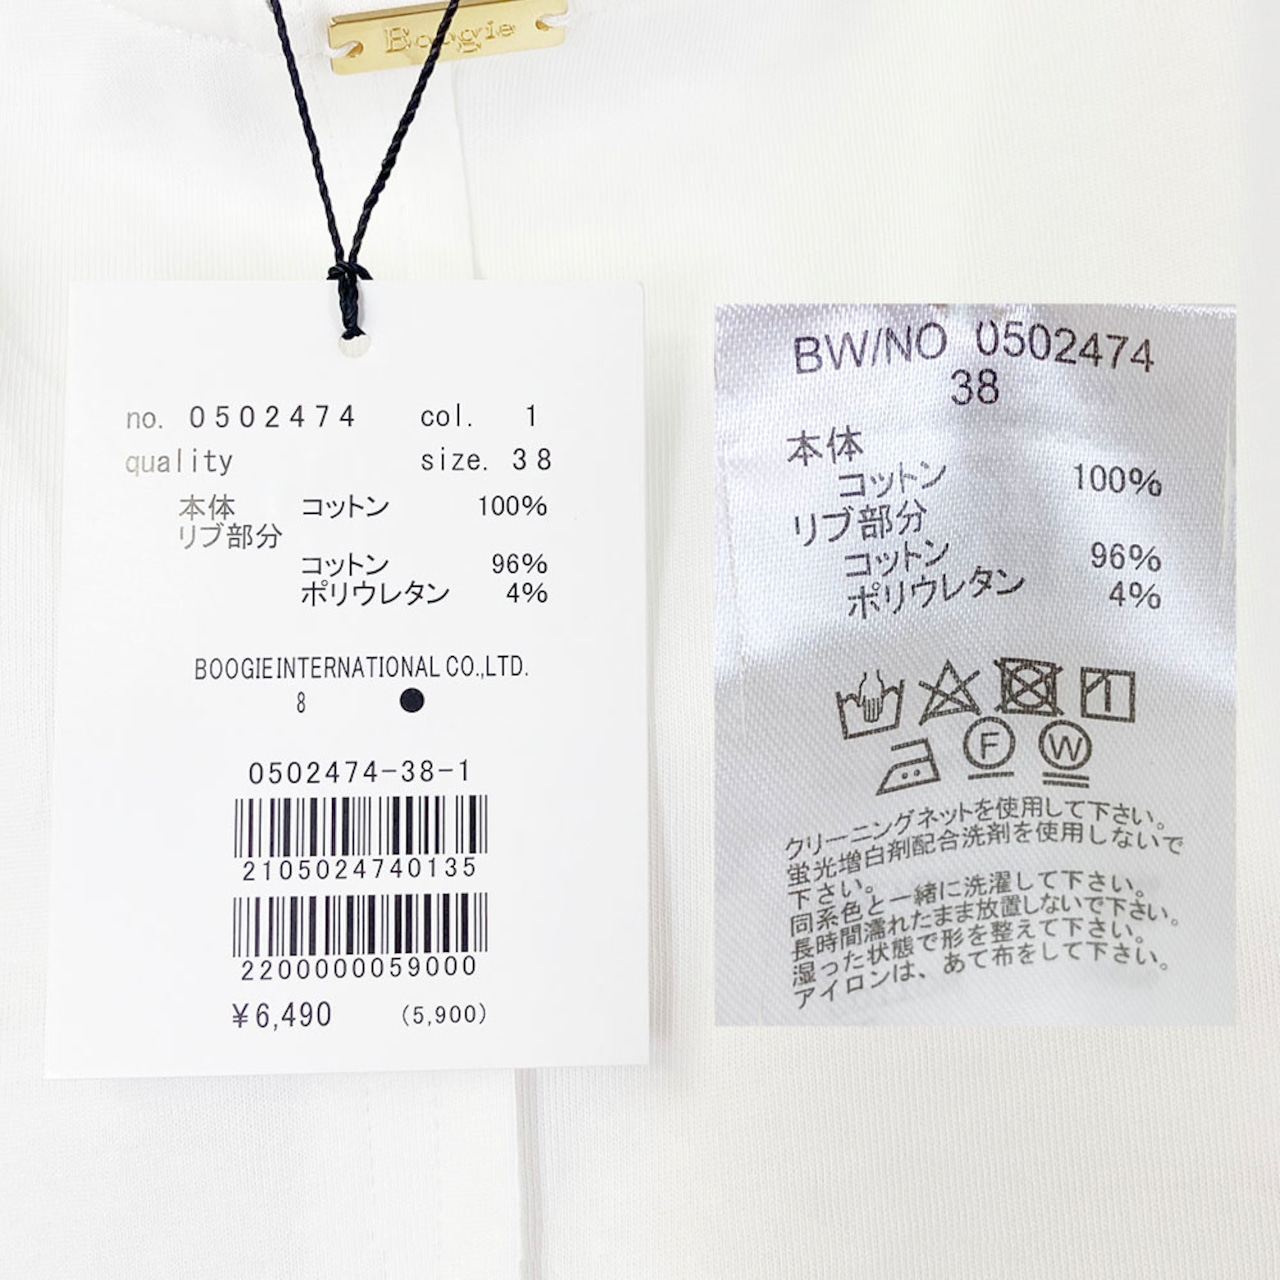 Boogie
no. 0502474 col. 1
quality size. 38
本体 コットン 100%
リブ部分
コットン 96%
ポリウレタン 4%
BOOGIE INTERNATIONAL CO.,LTD.
8 ●
0502474-38-1
2105024740135
2200000059000
¥6,490 (5,900)
BW/NO 0502474
38
本体
コットン 100%
リブ部分
コットン 96%
ポリウレタン 4%
F W
クリーニングネットを使用して下さい。
蛍光増白剤配合洗剤を使用しないで
下さい。
同系色と一緒に洗濯して下さい。
長時間濡れたまま放置しないで下さい。
湿った状態で形を整えて下さい。
アイロンは、あて布をして下さい。